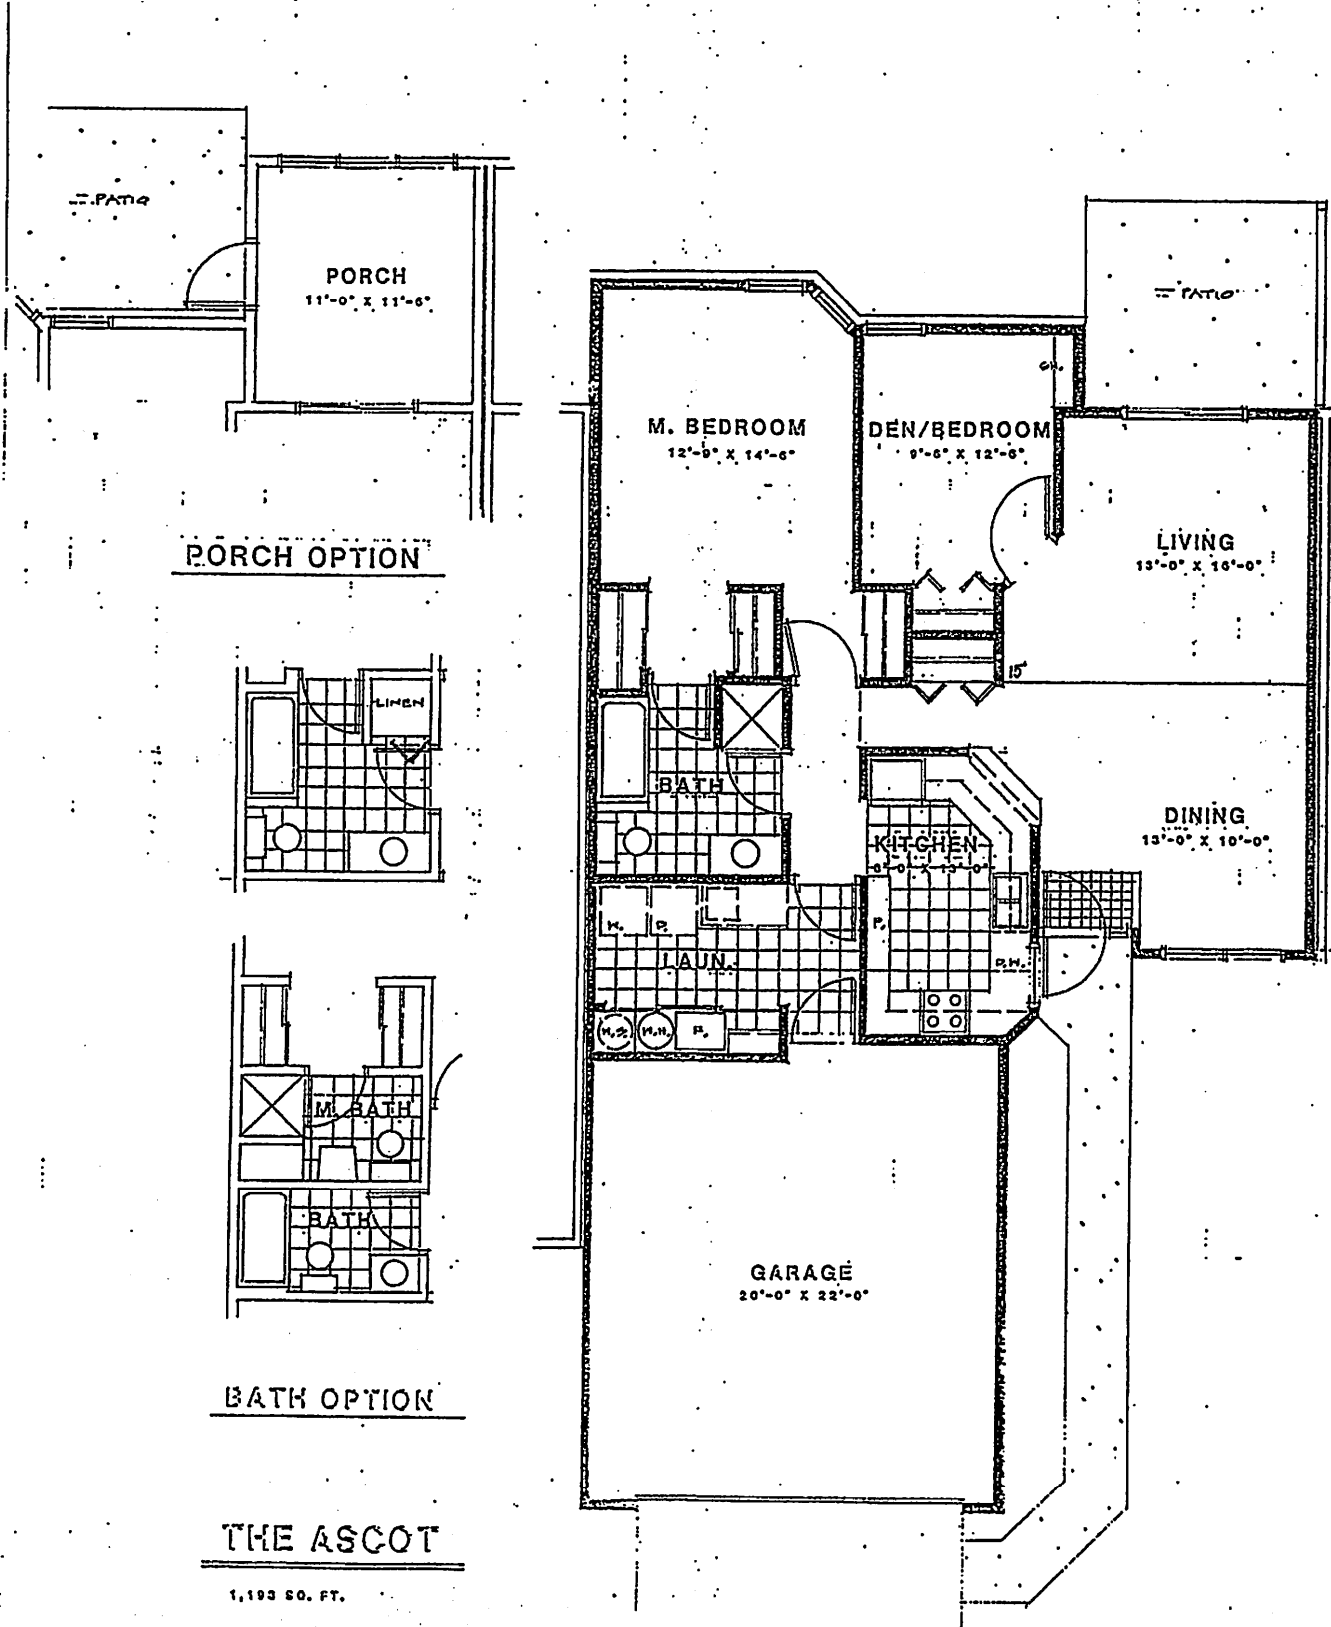 PATIO
PORCH
11'-0" X 11'-6"
PORCH OPTION
LINEN
M. BATH
BATH
BATH OPTION
THE ASCOT
1,193 SQ. FT.
PATIO
M. BEDROOM
12'-9" X 14'-6"
DEN/BEDROOM
9'-6" X 12'-6"
LIVING
13'-0" X 16'-0"
15'
BATH
KITCHEN
DINING
13'-0" X 10'-0"
W.
D.
LAUN.
P.
D.W.
W.S.
W.H.
F.
GARAGE
20'-0" X 22'-0"